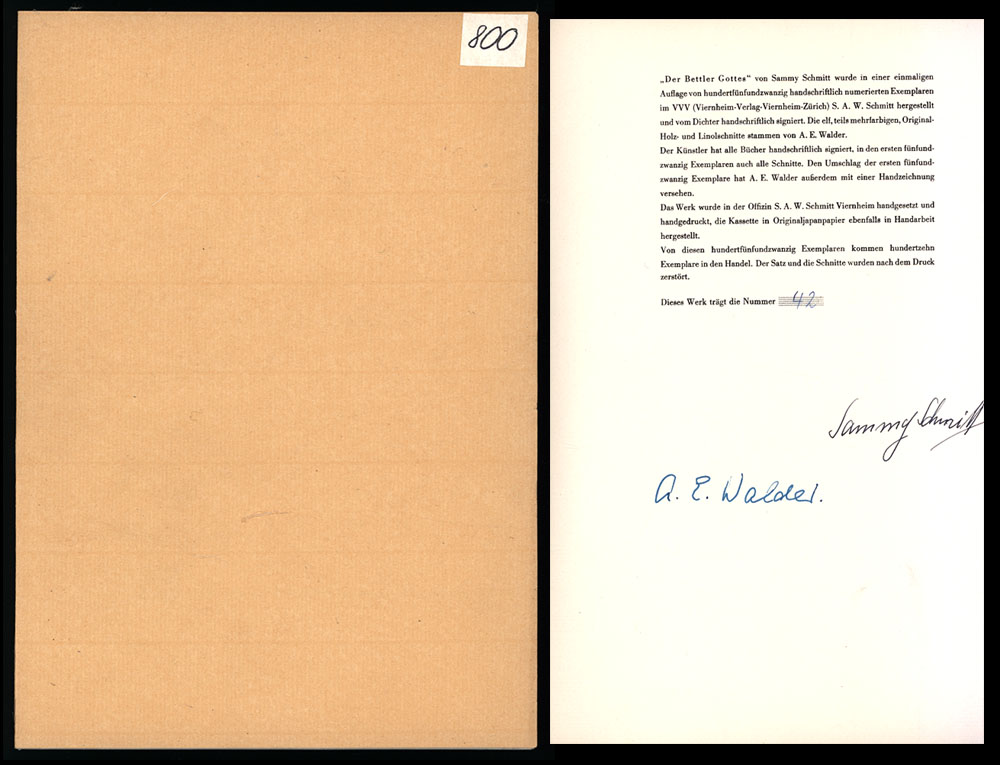 800
„Der Bettler Gottes“ von Sammy Schmitt wurde in einer einmaligen
Auflage von hundertfünfundzwanzig handschriftlich numerierten Exemplaren
im VVV (Viernheim-Verlag-Viernheim-Zürich) S. A. W. Schmitt hergestellt
und vom Dichter handschriftlich signiert. Die elf, teils mehrfarbigen, Original-
Holz- und Linolschnitte stammen von A. E. Walder.
Der Künstler hat alle Bücher handschriftlich signiert, in den ersten fünfund-
zwanzig Exemplaren auch alle Schnitte. Den Umschlag der ersten fünfund-
zwanzig Exemplare hat A. E. Walder außerdem mit einer Handzeichnung
versehen.
Das Werk wurde in der Offizin S. A. W. Schmitt Viernheim handgesetzt und
handgedruckt, die Kassette in Originaljapanpapier ebenfalls in Handarbeit
hergestellt.
Von diesen hundertfünfundzwanzig Exemplaren kommen hundertzehn
Exemplare in den Handel. Der Satz und die Schnitte wurden nach dem Druck
zerstört.
Dieses Werk trägt die Nummer 42
Sammy Schmitt
A. E. Walder.